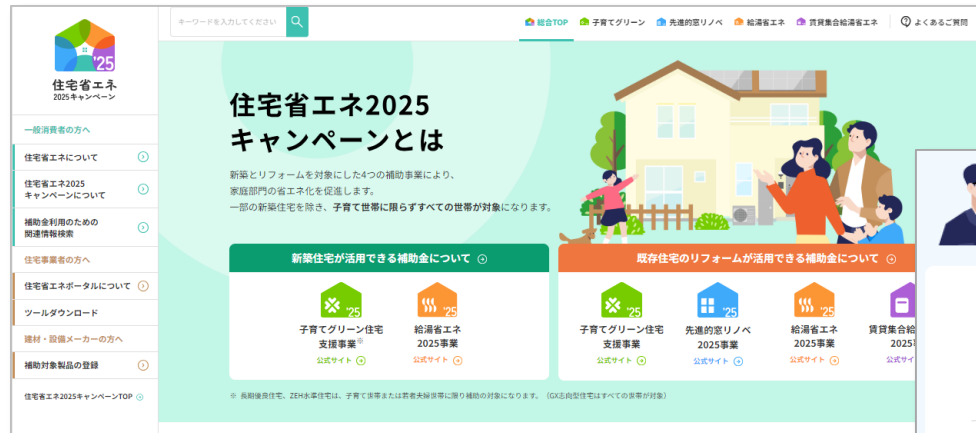 キーワードを入力してください
総合TOP 子育てグリーン 先進的窓リノベ 給湯省エネ 賃貸集合給湯省エネ よくあるご質問
'25
住宅省エネ
2025キャンペーン
一般消費者の方へ
住宅省エネについて
住宅省エネ2025
キャンペーンについて
補助金利用のための
関連情報検索
住宅事業者の方へ
住宅省エネポータルについて
ツールダウンロード
建材・設備メーカーの方へ
補助対象製品の登録
住宅省エネ2025キャンペーンTOP
住宅省エネ2025
キャンペーンとは
新築とリフォームを対象にした4つの補助事業により、
家庭部門の省エネ化を促進します。
一部の新築住宅を除き、子育て世帯に限らずすべての世帯が対象になります。
新築住宅が活用できる補助金について
'25 '25
子育てグリーン住宅
支援事業※
公式サイト
給湯省エネ
2025事業
公式サイト
既存住宅のリフォームが活用できる補助金について
'25 '25 '25
子育てグリーン住宅
支援事業
公式サイト
先進的窓リノベ
2025事業
公式サイト
給湯省エネ
2025事業
公式サイト
賃貸集合給
2025
公式サイ
※ 長期優良住宅、ZEH水準住宅は、子育て世帯または若者夫婦世帯に限り補助の対象になります。（GX志向型住宅はすべての世帯が対象）